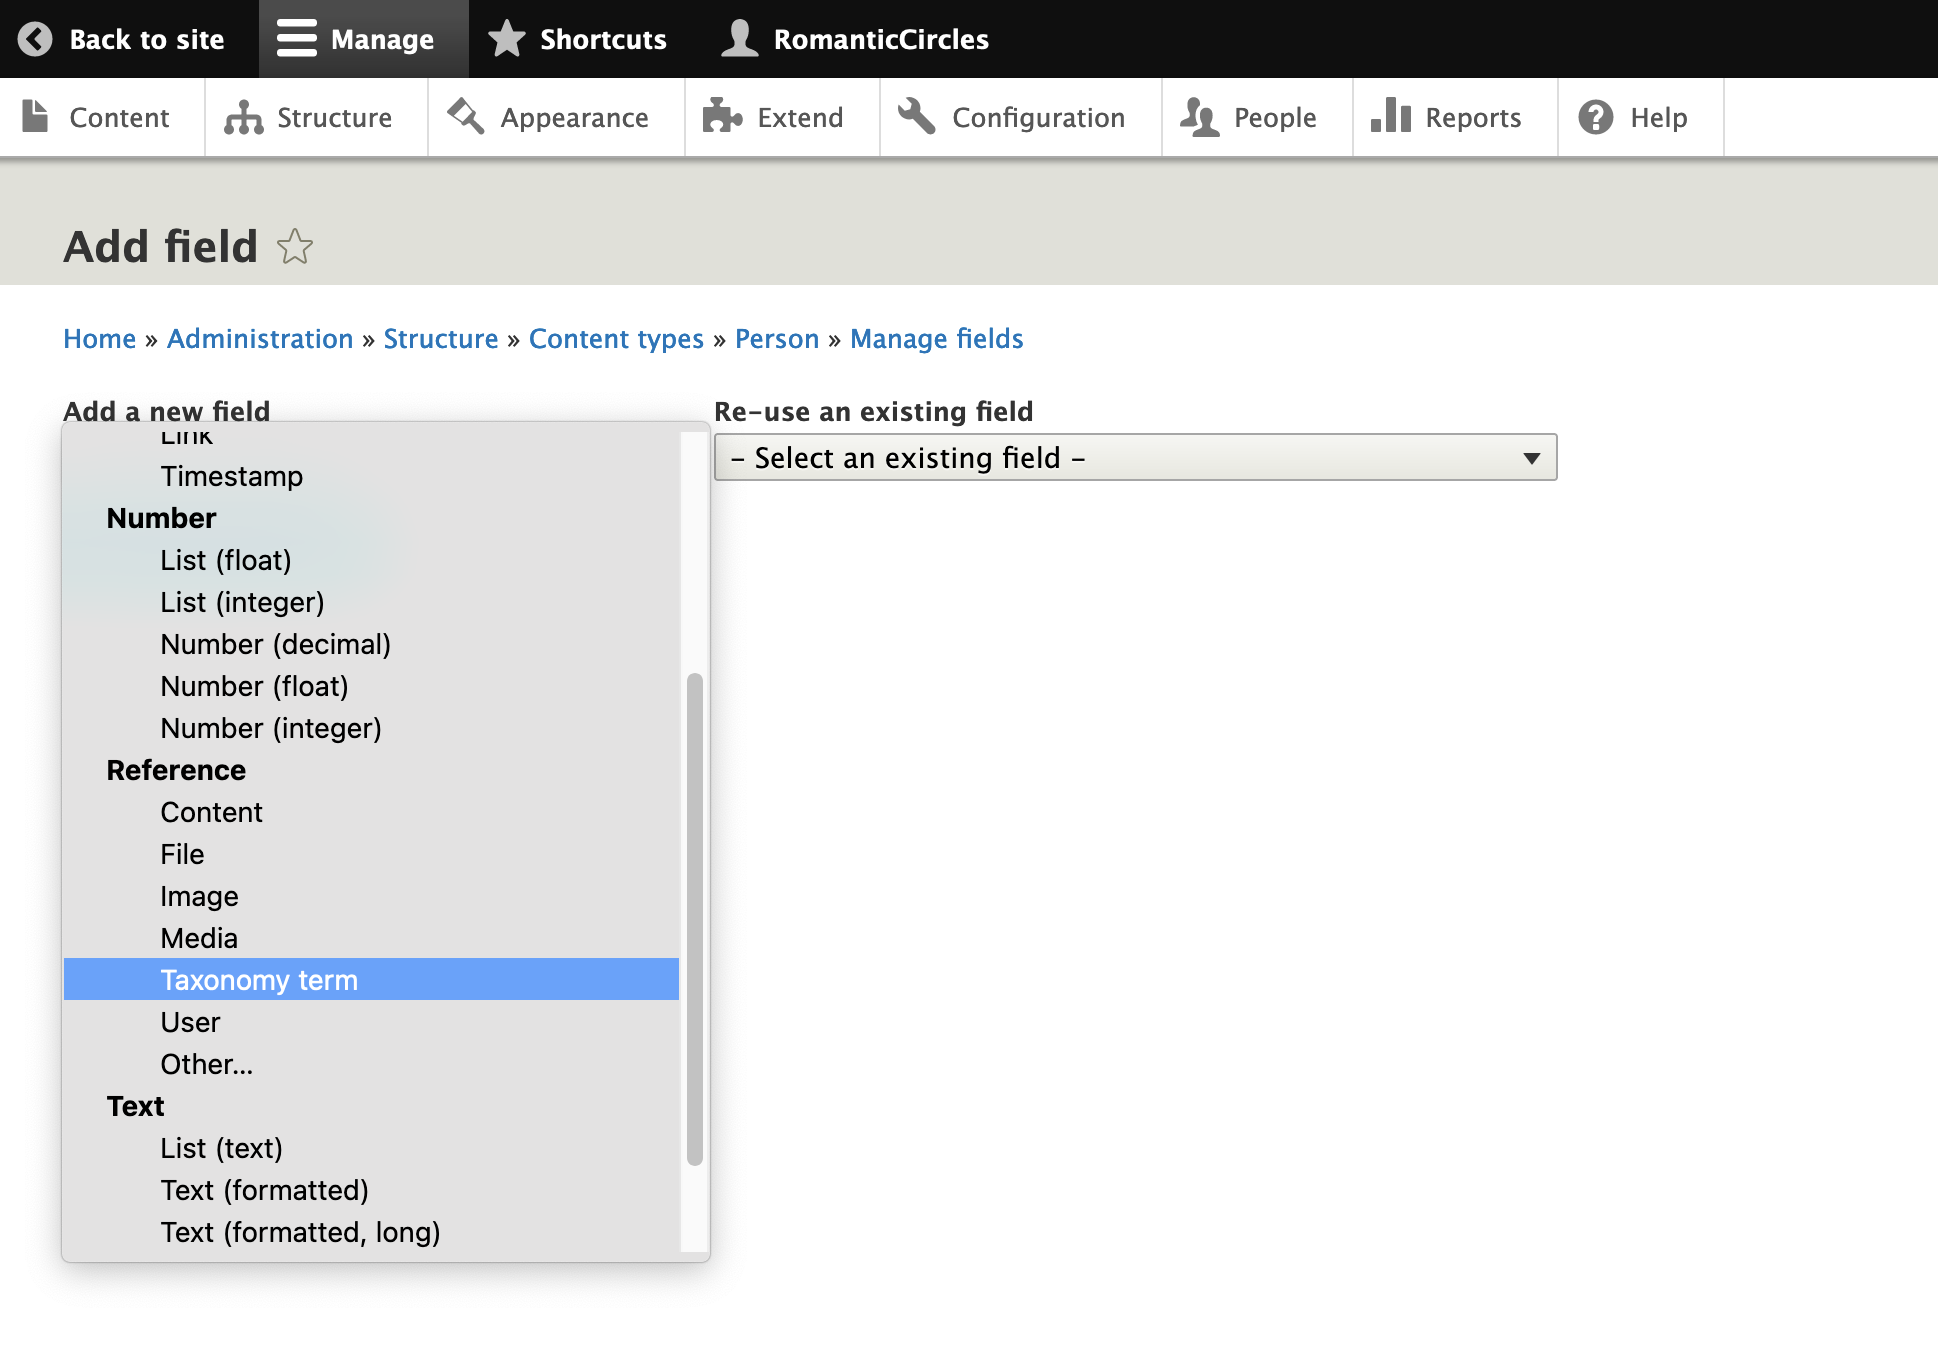 Back to site Manage Shortcuts RomanticCircles
Content Structure Appearance Extend Configuration People Reports Help
Add field
Home » Administration » Structure » Content types » Person » Manage fields
Add a new field
Link
Timestamp
Number
List (float)
List (integer)
Number (decimal)
Number (float)
Number (integer)
Reference
Content
File
Image
Media
Taxonomy term
User
Other...
Text
List (text)
Text (formatted)
Text (formatted, long)
Re-use an existing field
- Select an existing field -